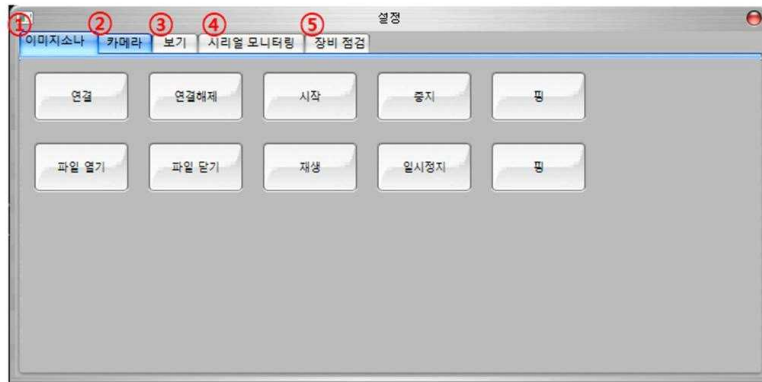 설정
① ② ③ ④ ⑤
이미지소나 카메라 보기 시리얼 모니터링 장비 점검
연결 연결해제 시작 중지 핑
파일 열기 파일 닫기 재생 일시정지 핑